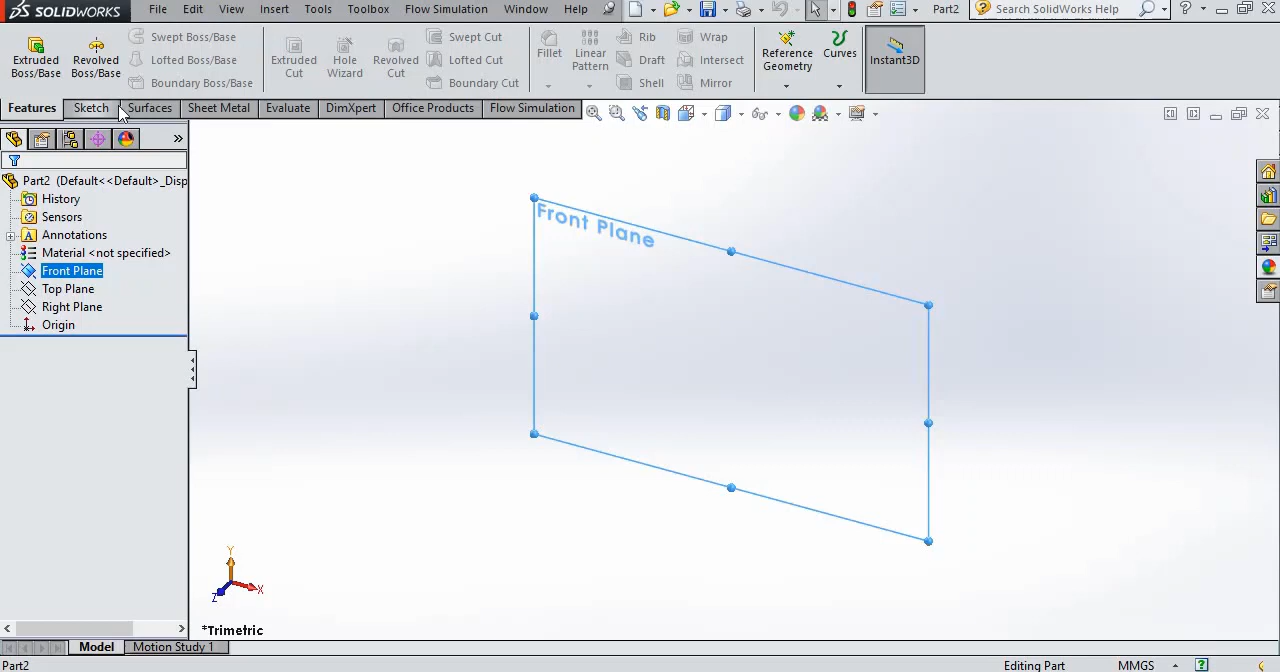 SOLIDWORKS File Edit View Insert Tools Toolbox Flow Simulation Window Help Part2 Search SolidWorks Help
Extruded Boss/Base
Revolved Boss/Base
Swept Boss/Base
Lofted Boss/Base
Boundary Boss/Base
Extruded Cut
Hole Wizard
Revolved Cut
Swept Cut
Lofted Cut
Boundary Cut
Fillet
Linear Pattern
Rib
Draft
Shell
Wrap
Intersect
Mirror
Reference Geometry
Curves
Instant3D
Features Sketch Surfaces Sheet Metal Evaluate DimXpert Office Products Flow Simulation
Part2 (Default<<Default>_Disp
History
Sensors
Annotations
Material <not specified>
Front Plane
Top Plane
Right Plane
Origin
Front Plane
Y
X
Z
*Trimetric
Model Motion Study 1
Part2 Editing Part MMGS